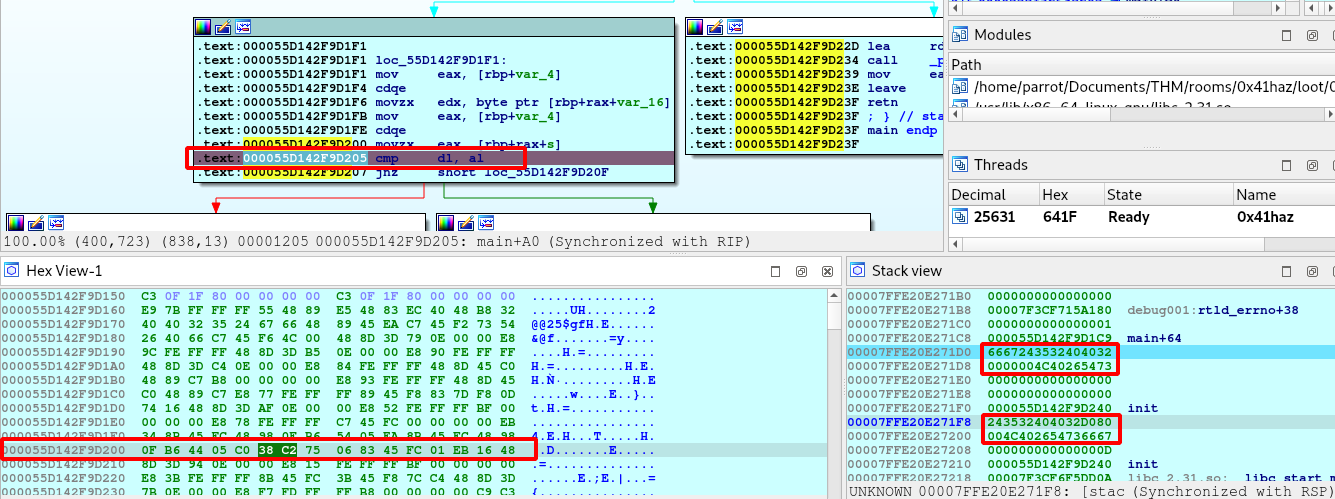 .text:000055D142F9D1F1
.text:000055D142F9D1F1 loc_55D142F9D1F1:
.text:000055D142F9D1F1 mov     eax, [rbp+var_4]
.text:000055D142F9D1F4 cdqe
.text:000055D142F9D1F6 movzx   edx, byte ptr [rbp+rax+var_16]
.text:000055D142F9D1FB mov     eax, [rbp+var_4]
.text:000055D142F9D1FE cdqe
.text:000055D142F9D200 movzx   eax, [rbp+rax+s]
.text:000055D142F9D205 cmp     dl, al
.text:000055D142F9D207 jnz     short loc_55D142F9D20F
.text:000055D142F9D22D lea
.text:000055D142F9D234 call
.text:000055D142F9D239 mov
.text:000055D142F9D23E leave
.text:000055D142F9D23F retn
.text:000055D142F9D23F ; } // sta
.text:000055D142F9D23F main endp
.text:000055D142F9D23F
100.00% (400,723) (838,13) 00001205 000055D142F9D205: main+A0 (Synchronized with RIP)
Modules
Path
/home/parrot/Documents/THM/rooms/0x41haz/loot/0
/usr/lib/x86_64-linux-gnu/libc-2.31.so
Threads
Decimal Hex State Name
25631 641F Ready 0x41haz
Hex View-1
000055D142F9D150 C3 0F 1F 80 00 00 00 00 C3 0F 1F 80 00 00 00 00 ................
000055D142F9D160 E9 7B FF FF FF 55 48 89 E5 48 83 EC 40 48 B8 32 .....UH........2
000055D142F9D170 40 40 32 35 24 67 66 48 89 45 EA C7 45 F2 73 54 @@25$gfH.E......
000055D142F9D180 26 40 66 C7 45 F6 4C 00 48 8D 3D 79 0E 00 00 E8 &@f.......=y....
000055D142F9D190 9C FE FF FF 48 8D 3D B5 0E 00 00 E8 90 FE FF FF
000055D142F9D1A0 48 8D 3D C4 0E 00 00 E8 84 FE FF FF 48 8D 45 C0
000055D142F9D1B0 48 89 C7 B8 00 00 00 00 E8 93 FE FF FF 48 8D 45
000055D142F9D1C0 C0 48 89 C7 E8 77 FE FF FF 89 45 F8 83 7D F8 0D
000055D142F9D1D0 74 16 48 8D 3D AF 0E 00 00 E8 52 FE FF FF BF 00
000055D142F9D1E0 00 00 00 E8 78 FE FF FF C7 45 FC 00 00 00 00 EB
34 8B 45 FC 48 98 0F B6 54 05 EA 8B 45 FC 48 98
000055D142F9D200 0F B6 44 05 C0 38 C2 75 06 83 45 FC 01 EB 16 48
8D 3D 94 0E 00 00 E8 15 FE FF FF BF 00 00 00 00
000055D142F9D220 E8 3B FE FF FF 8B 45 FC 3B 45 F8 7C C4 48 8D 3D
000055D142F9D230 7B 0E 00 00 E8 F7 FD FF FF B8 00 00 00 00 C9 C3
Stack view
00007FFE20E271B0 0000000000000000
00007FFE20E271B8 00007F3CF715A180 debug001:rtld_errno+38
00007FFE20E271C0 0000000000000001
00007FFE20E271C8 000055D142F9D1C9 main+64
00007FFE20E271D0 6667243532404032
00007FFE20E271D8 0000004C40265473
00007FFE20E271E0 0000000000000000
00007FFE20E271E8 0000000000000000
00007FFE20E271F0 000055D142F9D240 init
00007FFE20E271F8 243532404032D080
00007FFE20E27200 004C402654736667
00007FFE20E27208 000000000000000D
00007FFE20E27210 000055D142F9D240 init
00007FFE20E27218 00007F3CF6F5DD0A
UNKNOWN 00007FFE20E271F8: [stac (Synchronized with RSP)